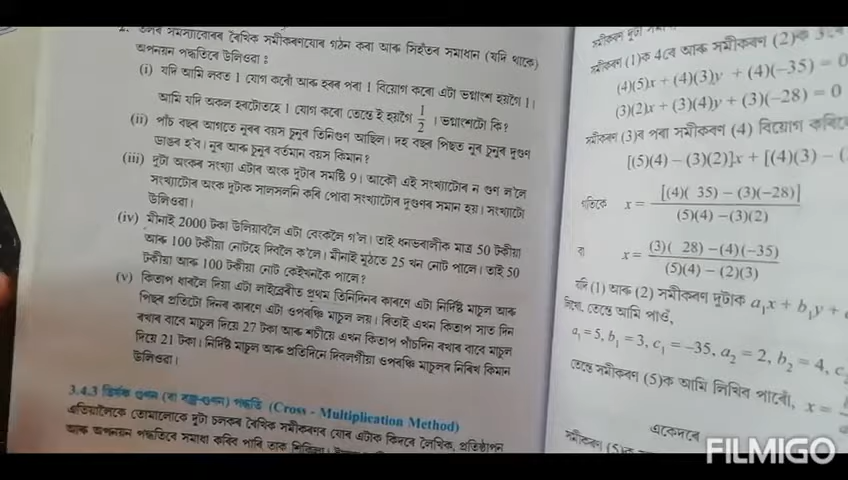 2. তলৰ সমস্যাবোৰৰ ৰৈখিক সমীকৰণযোৰ গঠন কৰা আৰু সিহঁতৰ সমাধান (যদি থাকে)
অপনয়ন পদ্ধতিৰে উলিওৱা :
(i) যদি আমি লবত 1 যোগ কৰোঁ আৰু হৰৰ পৰা 1 বিয়োগ কৰো এটা ভগ্নাংশ হয়গৈ 1।
আমি যদি অকল হৰটোতহে 1 যোগ কৰো তেন্তে ই হয়গৈ 1/2 । ভগ্নাংশটো কি?
(ii) পাঁচ বছৰ আগতে নুৰৰ বয়স চুনুৰ তিনিগুণ আছিল। দহ বছৰ পিছত নুৰ চুনুৰ দুগুণ
ডাঙৰ হ'ব। নুৰ আৰু চুনুৰ বৰ্তমান বয়স কিমান?
(iii) দুটা অংকৰ সংখ্যা এটাৰ অংক দুটাৰ সমষ্টি 9। আকৌ এই সংখ্যাটোৰ ন গুণ ল'লে
সংখ্যাটোৰ অংক দুটাক সালসলনি কৰি পোৱা সংখ্যাটোৰ দুগুণৰ সমান হয়। সংখ্যাটো
উলিওৱা।
(iv) মীনাই 2000 টকা উলিয়াবলৈ এটা বেংকলৈ গ'ল। তাই ধনভৰালীক মাত্ৰ 50 টকীয়া
আৰু 100 টকীয়া নোটহে দিবলৈ ক'লে। মীনাই মুঠতে 25 খন নোট পালে। তাই 50
টকীয়া আৰু 100 টকীয়া নোট কেইখনকৈ পালে?
(v) কিতাপ ধাৰলৈ দিয়া এটা লাইব্ৰেৰীত প্ৰথম তিনিদিনৰ কাৰণে এটা নিৰ্দিষ্ট মাচুল আৰু
পিছৰ প্ৰতিটো দিনৰ কাৰণে এটা ওপৰঞ্চি মাচুল লয়। ৰিতাই এখন কিতাপ সাত দিন
ৰখাৰ বাবে মাচুল দিয়ে 27 টকা আৰু শচীয়ে এখন কিতাপ পাঁচদিন ৰখাৰ বাবে মাচুল
দিয়ে 21 টকা। নিৰ্দিষ্ট মাচুল আৰু প্ৰতিদিনে দিবলগীয়া ওপৰঞ্চি মাচুলৰ নিৰিখ কিমান
উলিওৱা।
3.4.3 তিৰ্যক গুণন (বা বজ্ৰ-গুণন) পদ্ধতি (Cross - Multiplication Method)
এতিয়ালৈকে তোমালোকে দুটা চলকৰ ৰৈখিক সমীকৰণৰ যোৰ এটাক কিদৰে লৈখিক, প্ৰতিষ্ঠাপন
আৰু অপনয়ন পদ্ধতিৰে সমাধা কৰিব পাৰি তাক শিকিলা।
সমীকৰণ দুটা
সমীকৰণ (1)ক 4ৰে আৰু সমীকৰণ (2)ক 3ৰে
(4)(5)x + (4)(3)y + (4)(−35) = 0
(3)(2)x + (3)(4)y + (3)(−28) = 0
সমীকৰণ (3)ৰ পৰা সমীকৰণ (4) বিয়োগ কৰিলে
[(5)(4) − (3)(2)]x + [(4)(3) − (
গতিকে x = [(4)( 35) − (3)(−28)] / (5)(4) − (3)(2)
বা x = (3)( 28) − (4)(−35) / (5)(4) − (2)(3)
যদি (1) আৰু (2) সমীকৰণ দুটাক a₁x + b₁y +
লিখো, তেন্তে আমি পাওঁ,
a₁ = 5, b₁ = 3, c₁ = −35, a₂ = 2, b₂ = 4, c₂
তেন্তে সমীকৰণ (5)ক আমি লিখিব পাৰোঁ, x =
একেদৰে
সমীকৰণ (5)ক
FILMIGO